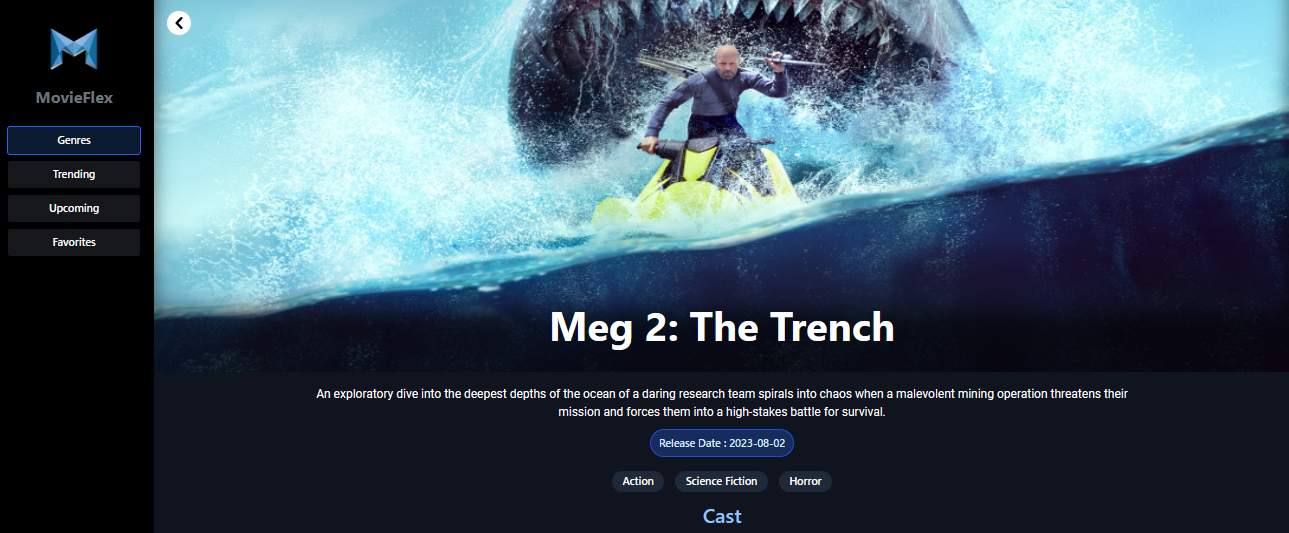 MovieFlex
Genres
Trending
Upcoming
Favorites
Meg 2: The Trench
An exploratory dive into the deepest depths of the ocean of a daring research team spirals into chaos when a malevolent mining operation threatens their
mission and forces them into a high-stakes battle for survival.
Release Date : 2023-08-02
Action
Science Fiction
Horror
Cast